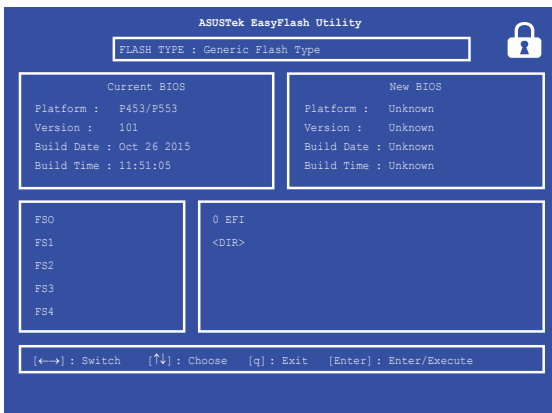 ASUSTek EasyFlash Utility
FLASH TYPE : Generic Flash Type
Current BIOS
Platform : P453/P553
Version : 101
Build Date : Oct 26 2015
Build Time : 11:51:05
New BIOS
Platform : Unknown
Version : Unknown
Build Date : Unknown
Build Time : Unknown
FSO
FS1
FS2
FS3
FS4
0 EFI
<DIR>
[←→] : Switch [↑↓] : Choose [q] : Exit [Enter] : Enter/Execute